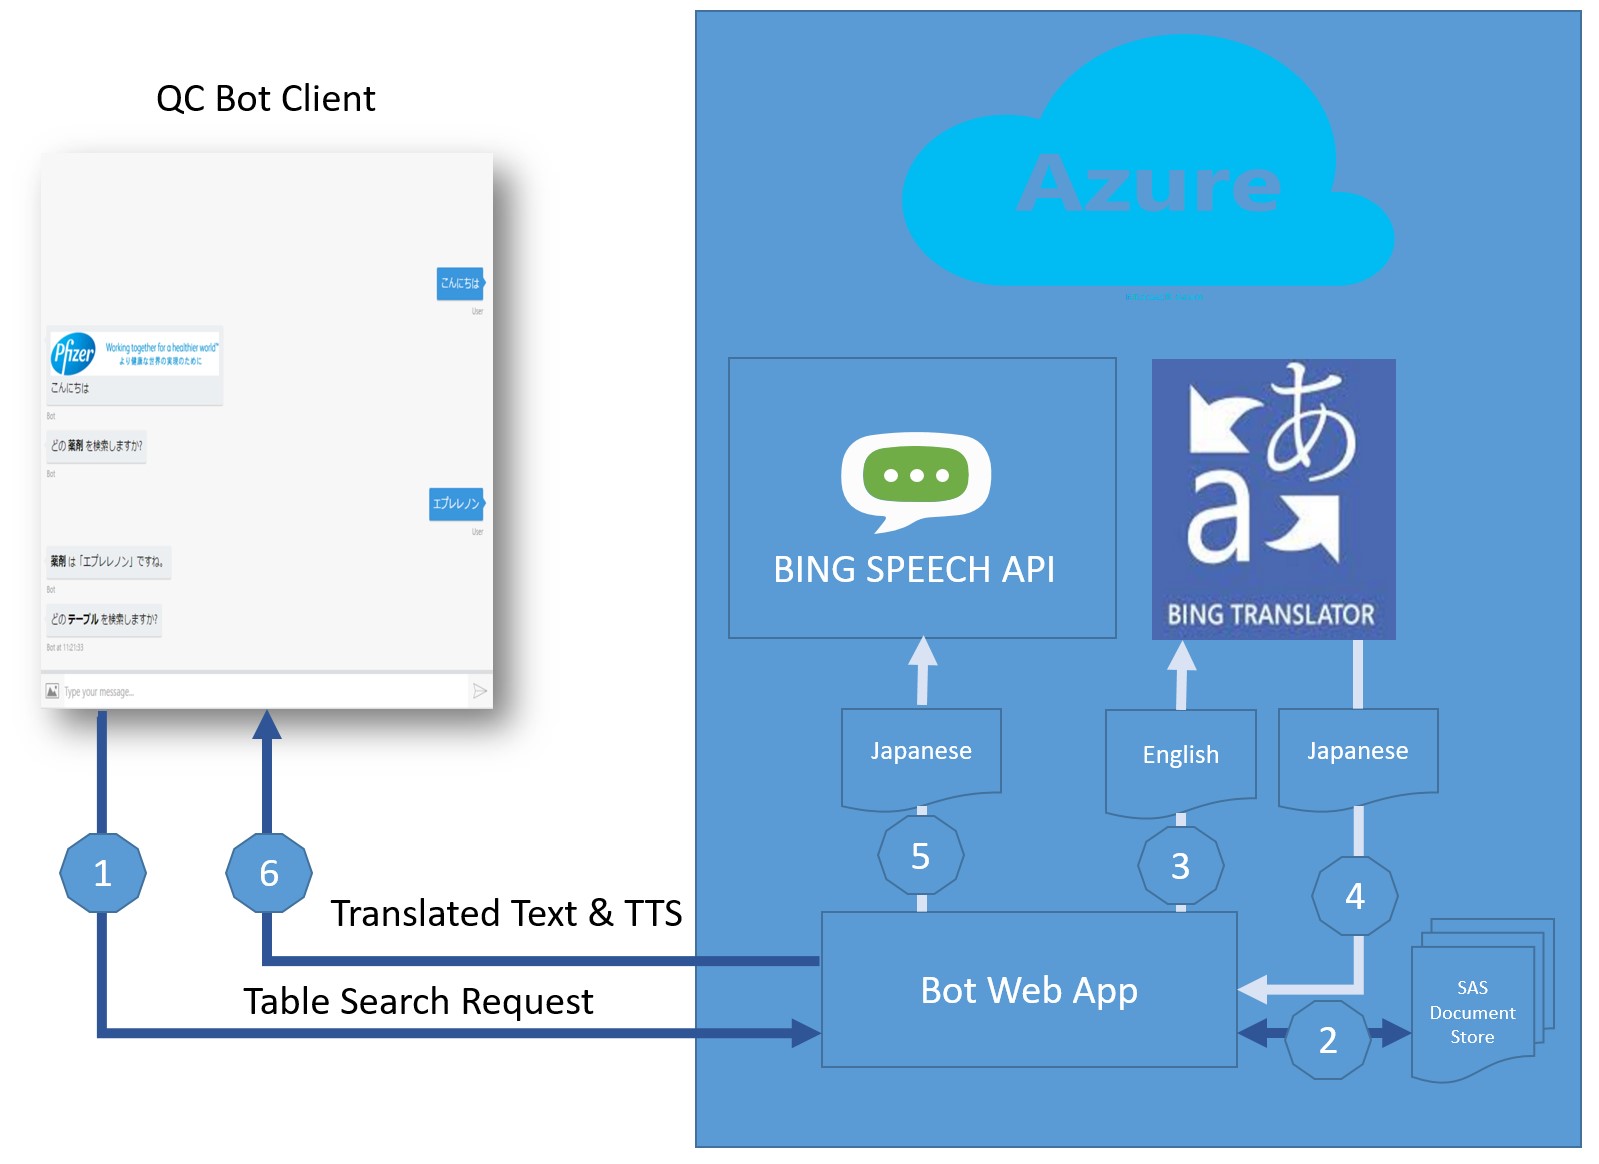 QC Bot Client
こんにちは
User
Pfizer
Working together for a healthier world™
より健康な世界の実現のために
こんにちは
Bot
どの 薬剤 を検索しますか?
Bot
エプレレノン
User
薬剤 は「エプレレノン」ですね。
Bot
どの テーブル を検索しますか?
Bot at 11:21:33
Type your message...
1
6
Translated Text & TTS
Table Search Request
Azure
BING SPEECH API
あ
a
BING TRANSLATOR
Japanese
English
Japanese
5
3
4
Bot Web App
2
SAS
Document
Store